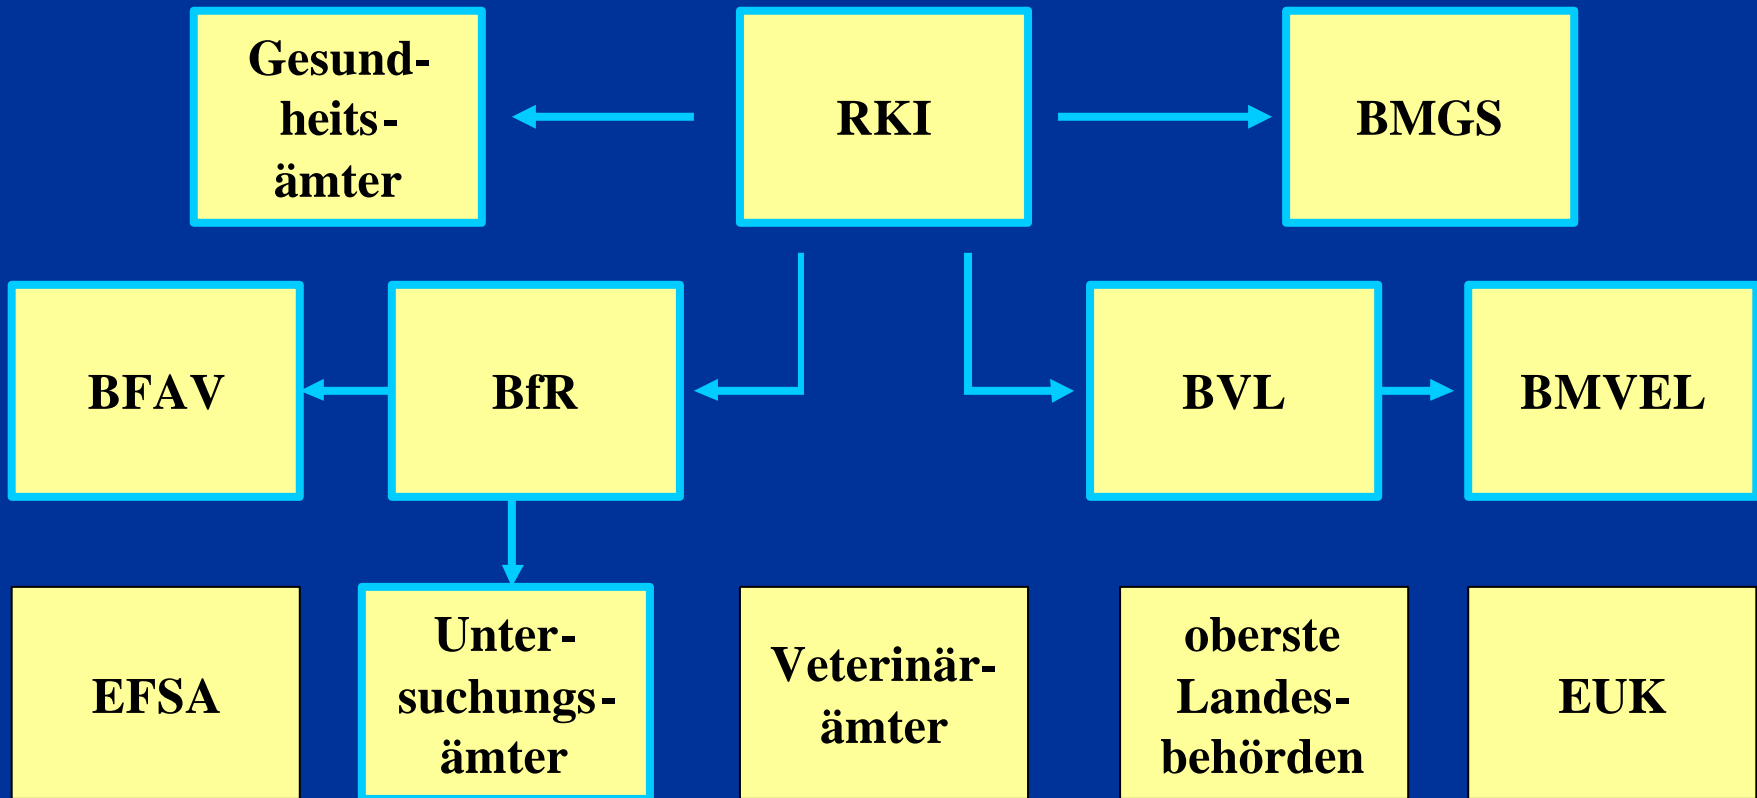 Gesund-
heits-
ämter
RKI
BMGS
BFAV
BfR
BVL
BMVEL
EFSA
Unter-
suchungs-
ämter
Veterinär-
ämter
oberste
Landes-
behörden
EUK